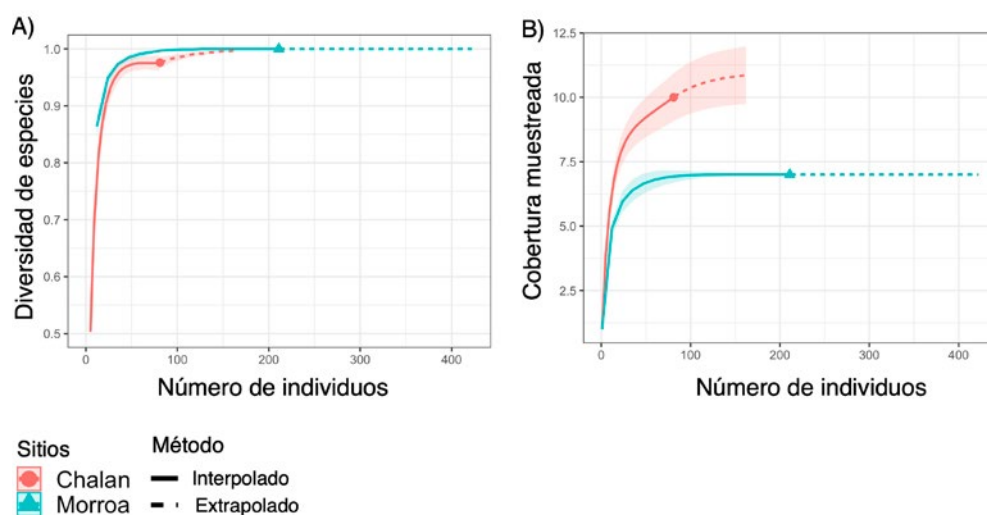 A)
Diversidad de especies
1.0
0.9
0.8
0.7
0.6
0.5
0 100 200 300 400
Número de individuos
B)
Cobertura muestreada
12.5
10.0
7.5
5.0
2.5
0 100 200 300 400
Número de individuos
Sitios
Chalan
Morroa
Método
Interpolado
Extrapolado